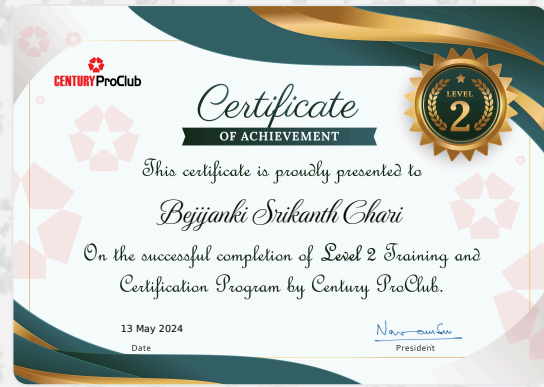 CENTURY ProClub
LEVEL
2
Certificate
OF ACHIEVEMENT
This certificate is proudly presented to
Bejijanki Srikanth Chari
On the successful completion of Level 2 Training and
Certification Program by Century ProClub.
13 May 2024
Date
President